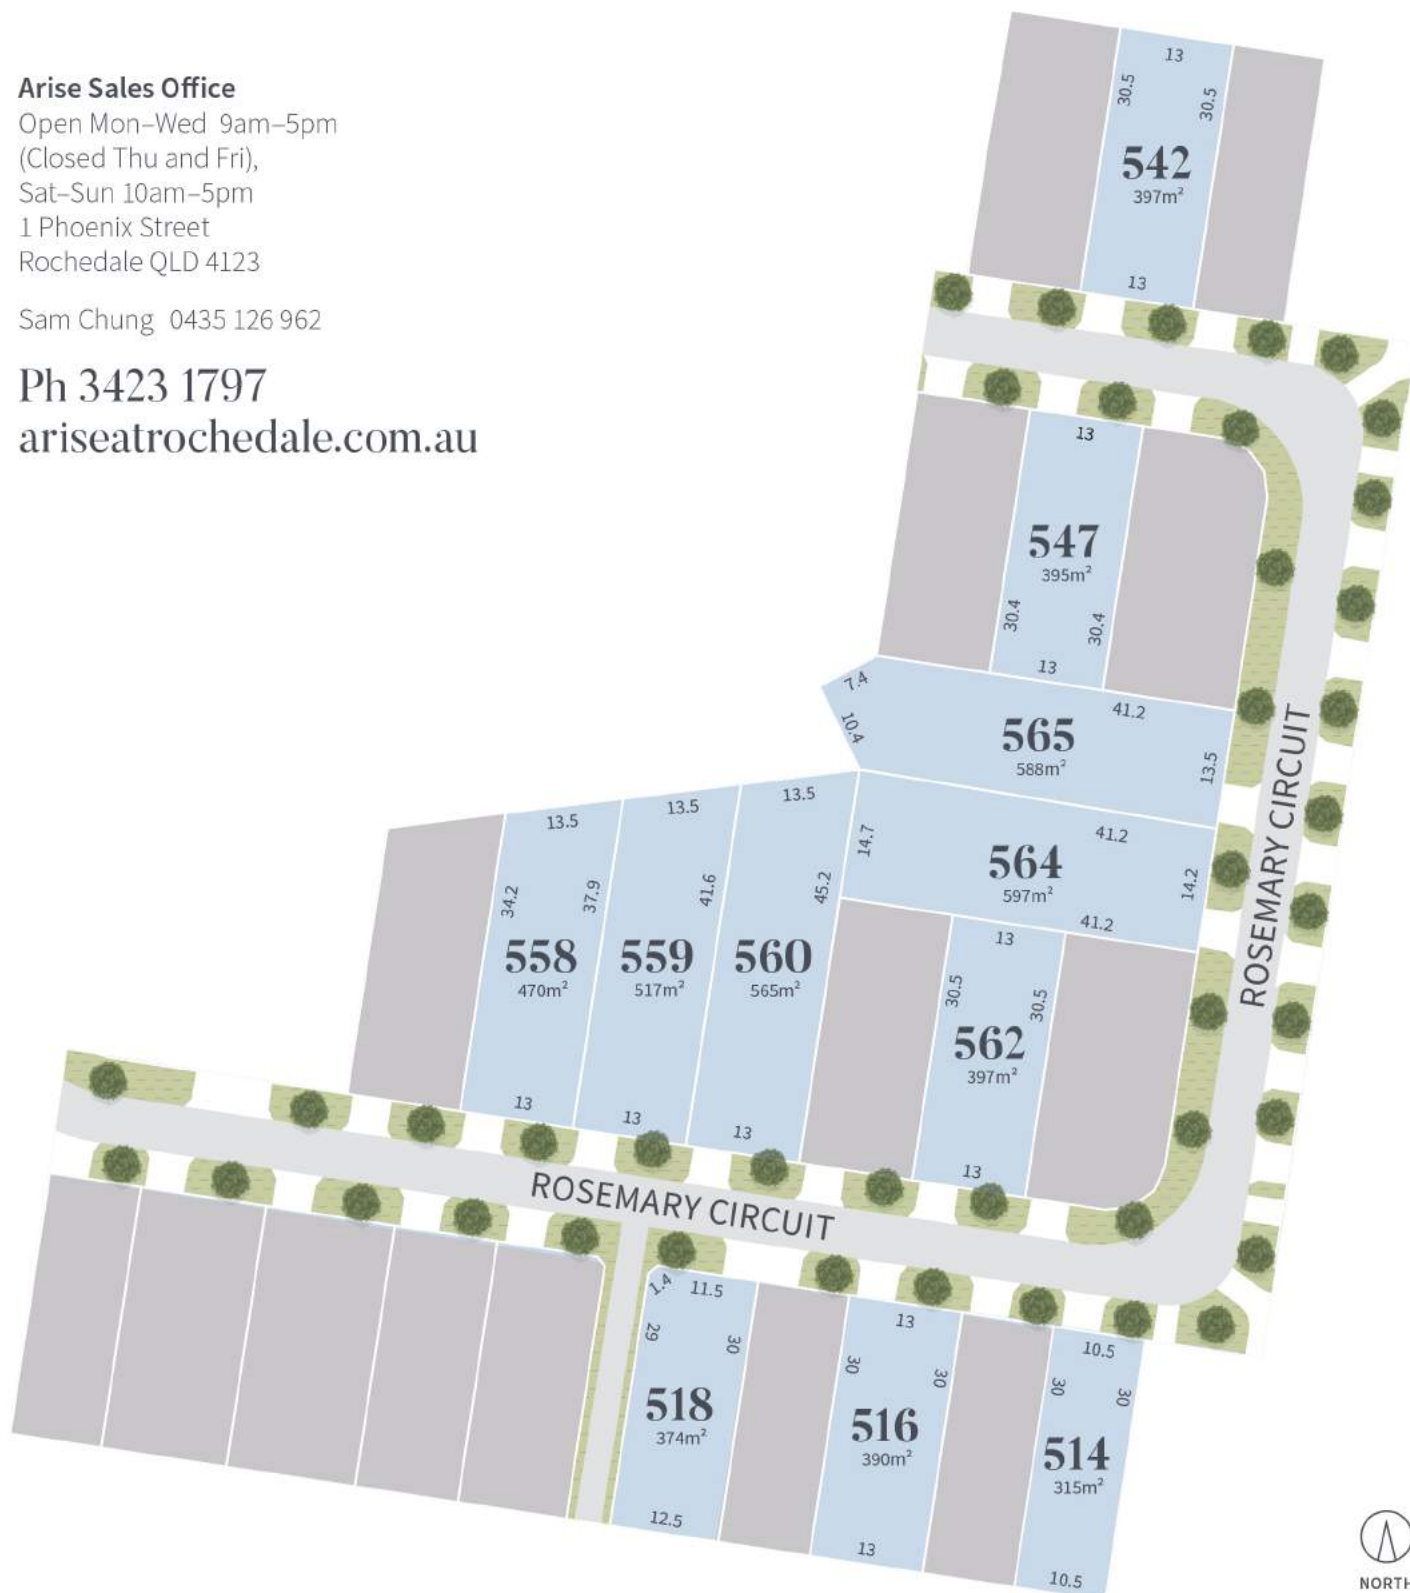 Arise Sales Office
Open Mon–Wed 9am–5pm
(Closed Thu and Fri),
Sat–Sun 10am–5pm
1 Phoenix Street
Rochedale QLD 4123
Sam Chung 0435 126 962
Ph 3423 1797
ariseatrochedale.com.au
13
30.5
30.5
542
397m²
13
13
547
395m²
30.4
30.4
13
7.4
10.4
41.2
565
588m²
13.5
ROSEMARY CIRCUIT
14.7
41.2
564
597m²
14.2
41.2
13.5
34.2
37.9
558
470m²
13
13.5
41.6
559
517m²
13
13.5
45.2
560
565m²
13
13
30.5
30.5
562
397m²
13
ROSEMARY CIRCUIT
1.4
11.5
29
30
518
374m²
12.5
13
30
30
516
390m²
13
10.5
30
30
514
315m²
10.5
NORTH